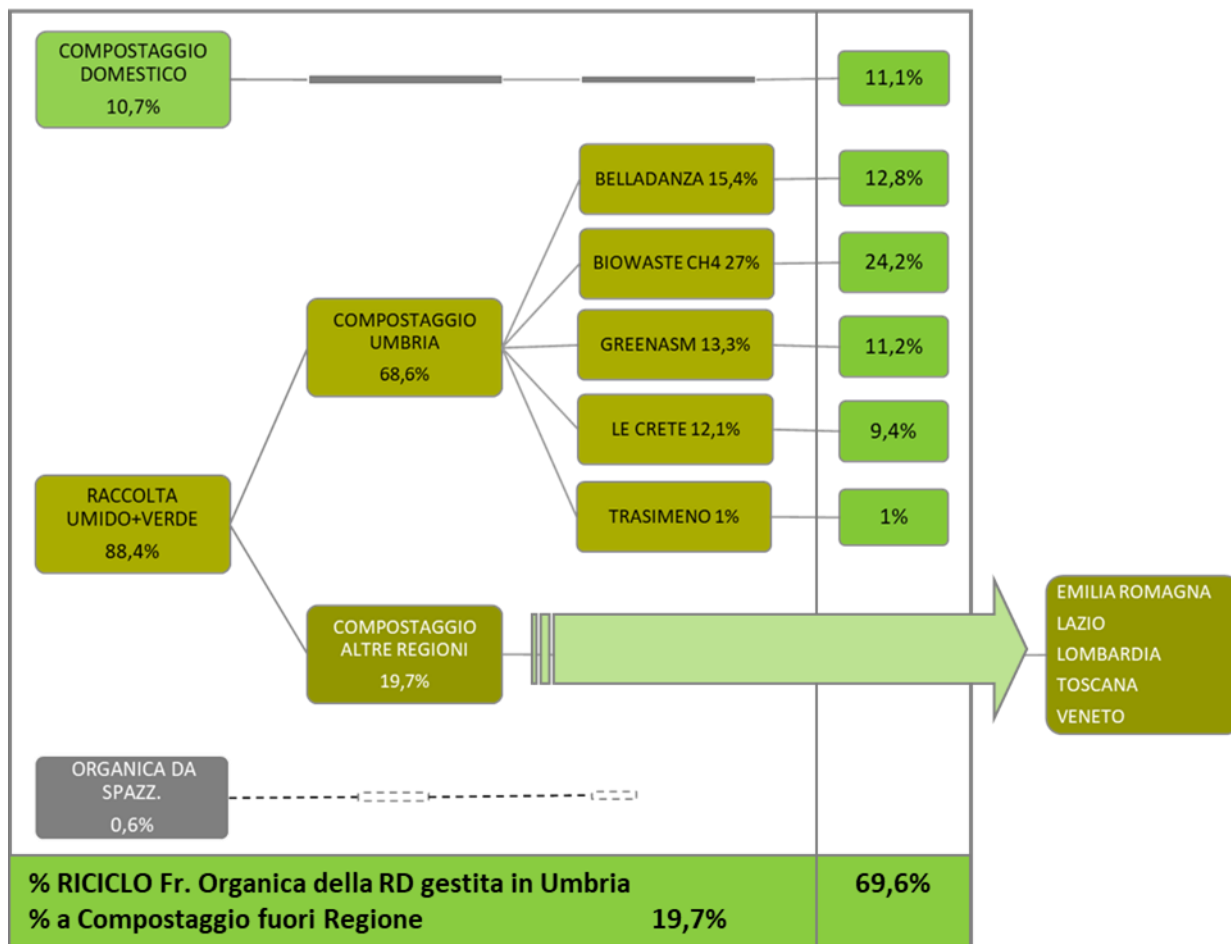 COMPOSTAGGIO
DOMESTICO
10,7%
11,1%
BELLADANZA 15,4%
12,8%
BIOWASTE CH4 27%
24,2%
COMPOSTAGGIO
UMBRIA
68,6%
GREENASM 13,3%
11,2%
LE CRETE 12,1%
9,4%
RACCOLTA
UMIDO+VERDE
88,4%
TRASIMENO 1%
1%
COMPOSTAGGIO
ALTRE REGIONI
19,7%
EMILIA ROMAGNA
LAZIO
LOMBARDIA
TOSCANA
VENETO
ORGANICA DA
SPAZZ.
0,6%
% RICICLO Fr. Organica della RD gestita in Umbria 69,6%
% a Compostaggio fuori Regione 19,7%